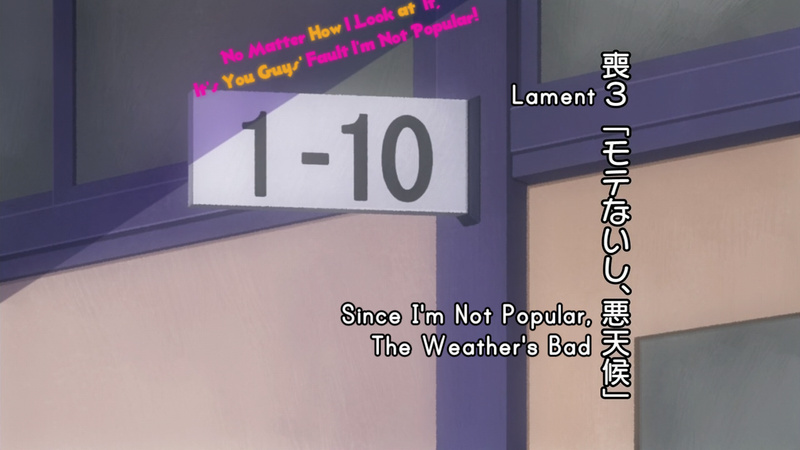 No Matter How I Look at It,
It's You Guys' Fault I'm Not Popular!
1-10
喪3「モテないし、悪天候」
Lament
Since I'm Not Popular,
The Weather's Bad